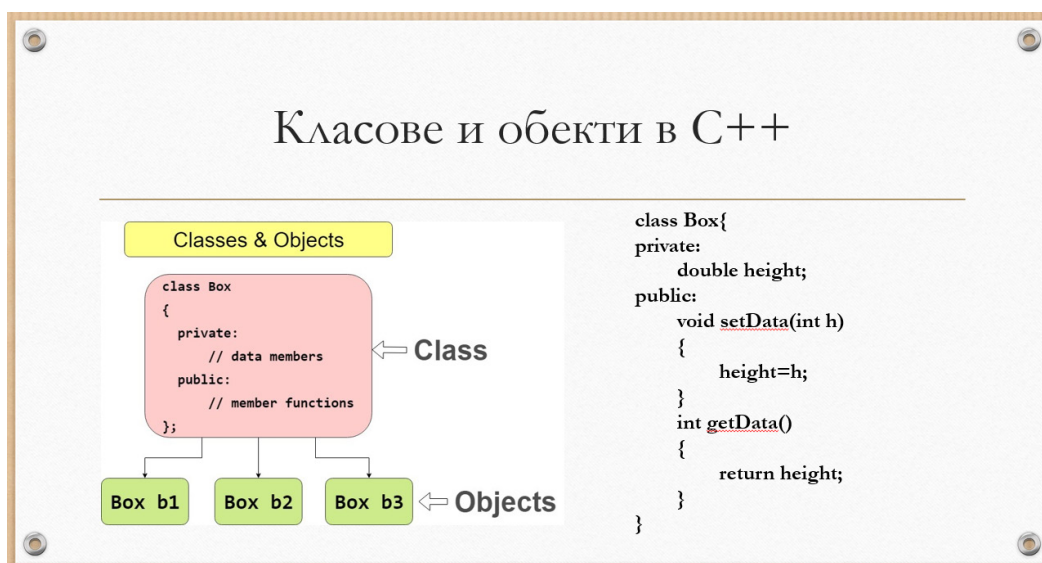 Класове и обекти в C++
Classes & Objects
class Box
{
private:
// data members
public:
// member functions
};
Class
Box b1
Box b2
Box b3
Objects
class Box{
private:
double height;
public:
void setData(int h)
{
height=h;
}
int getData()
{
return height;
}
}